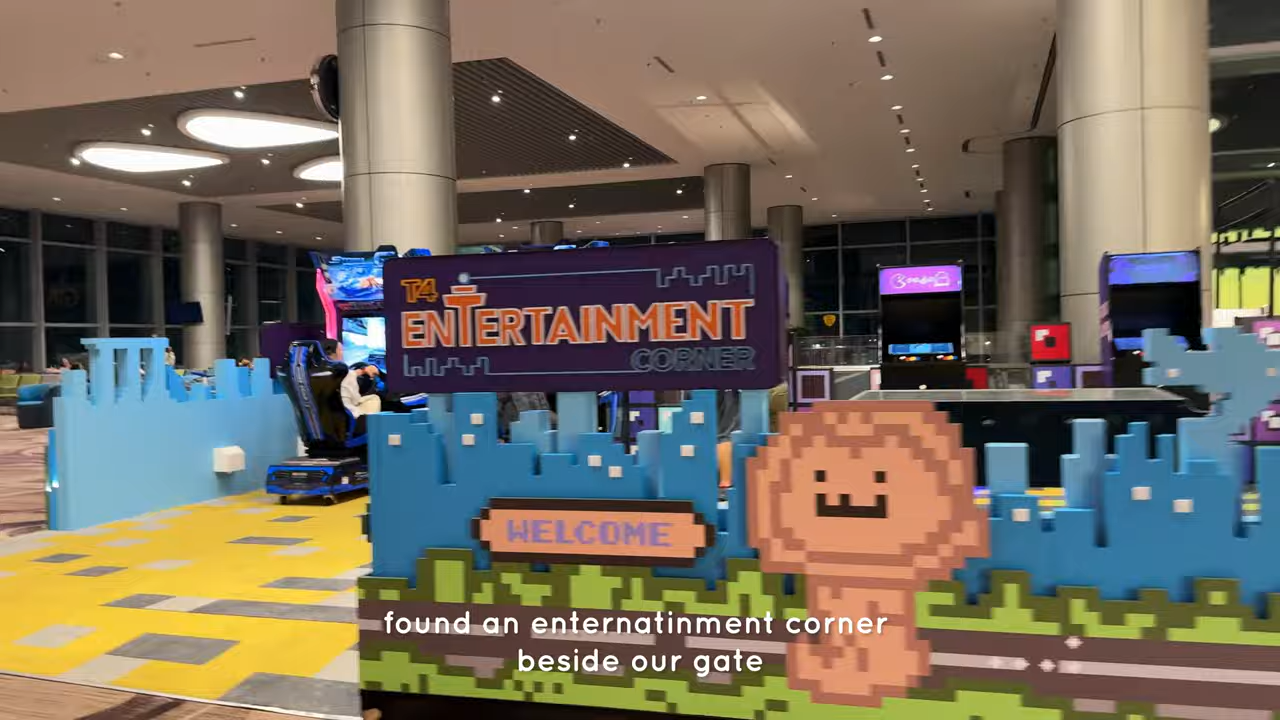 T4
ENTERTAINMENT
CORNER
WELCOME
found an enternatinment corner
beside our gate